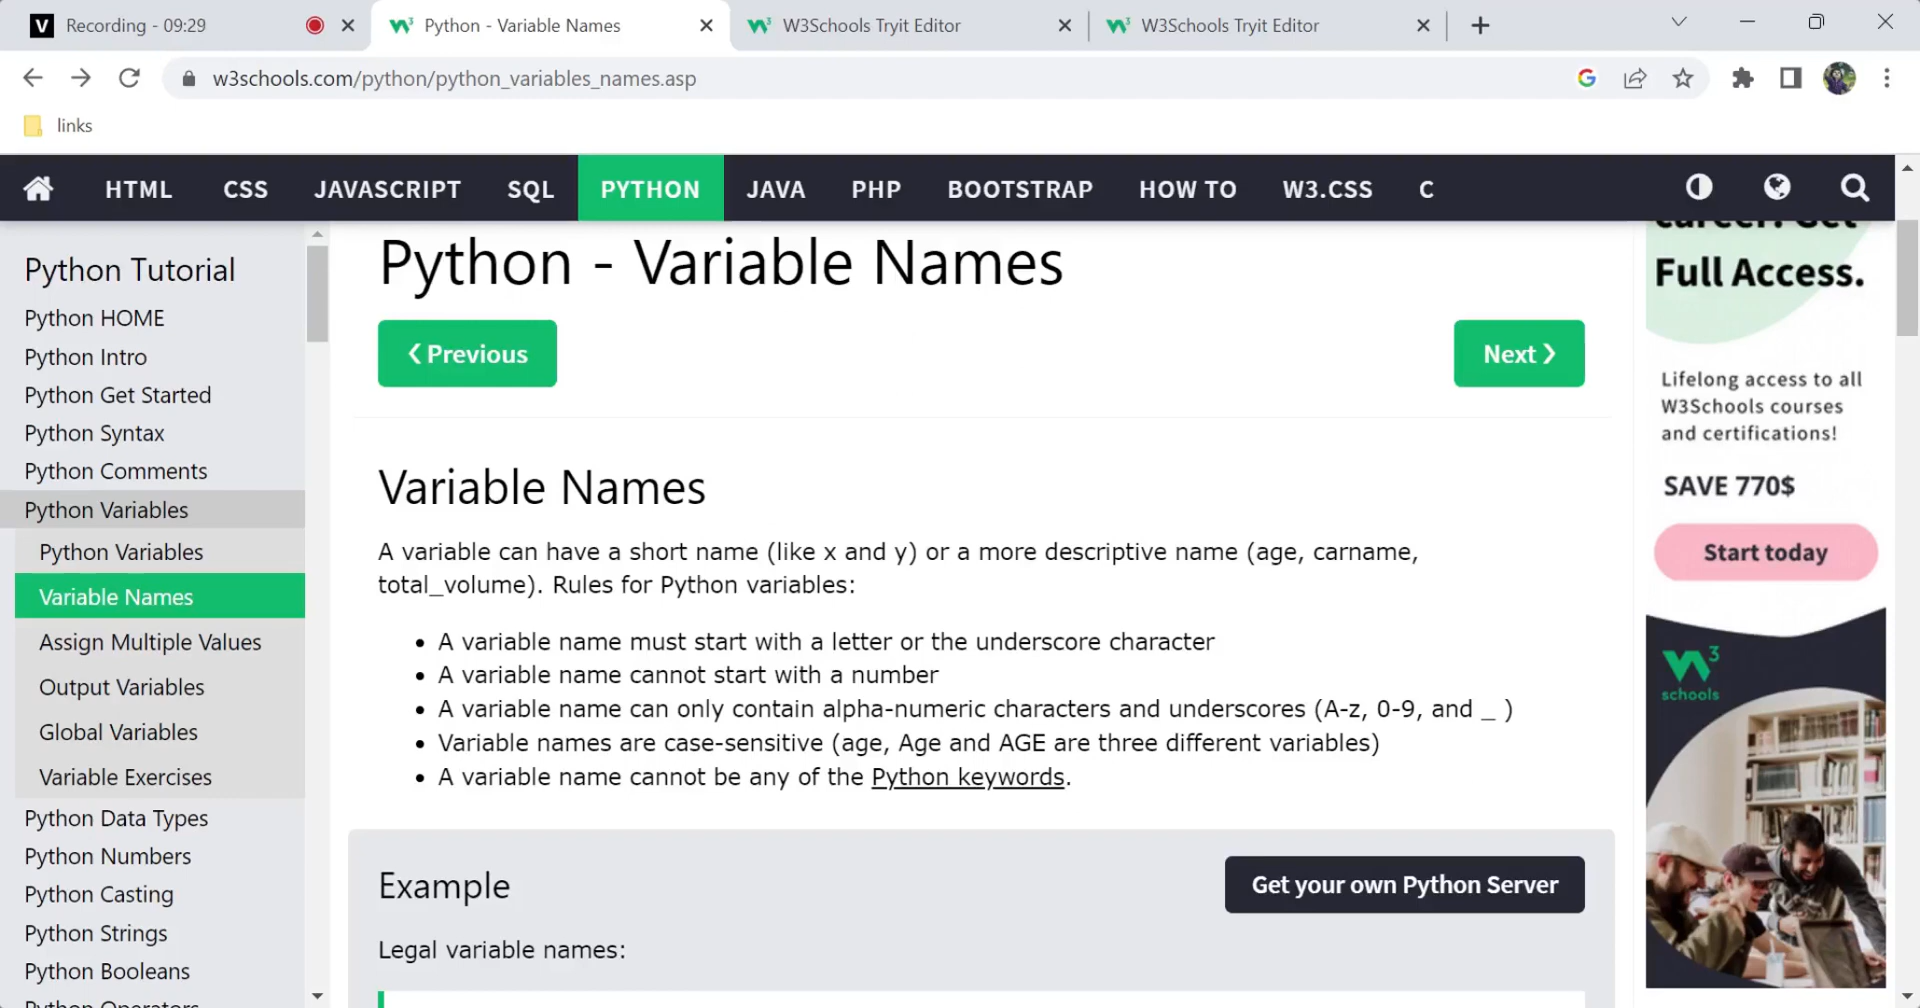 Recording - 09:29
Python - Variable Names
W3Schools Tryit Editor
W3Schools Tryit Editor
w3schools.com/python/python_variables_names.asp
links
HTML CSS JAVASCRIPT SQL PYTHON JAVA PHP BOOTSTRAP HOW TO W3.CSS C
Python Tutorial
Python HOME
Python Intro
Python Get Started
Python Syntax
Python Comments
Python Variables
Python Variables
Variable Names
Assign Multiple Values
Output Variables
Global Variables
Variable Exercises
Python Data Types
Python Numbers
Python Casting
Python Strings
Python Booleans
Python Operators
Python - Variable Names
❮ Previous
Next ❯
Variable Names
A variable can have a short name (like x and y) or a more descriptive name (age, carname,
total_volume). Rules for Python variables:
• A variable name must start with a letter or the underscore character
• A variable name cannot start with a number
• A variable name can only contain alpha-numeric characters and underscores (A-z, 0-9, and _ )
• Variable names are case-sensitive (age, Age and AGE are three different variables)
• A variable name cannot be any of the Python keywords.
Example
Get your own Python Server
Legal variable names:
career. Get
Full Access.
Lifelong access to all
W3Schools courses
and certifications!
SAVE 770$
Start today
W3
schools